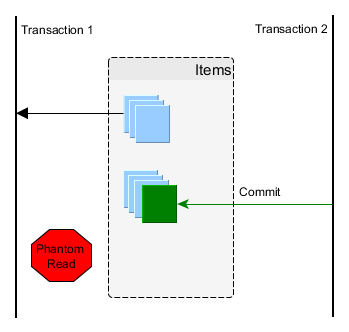 Transaction 1
Transaction 2
Items
Commit
Phantom
Read